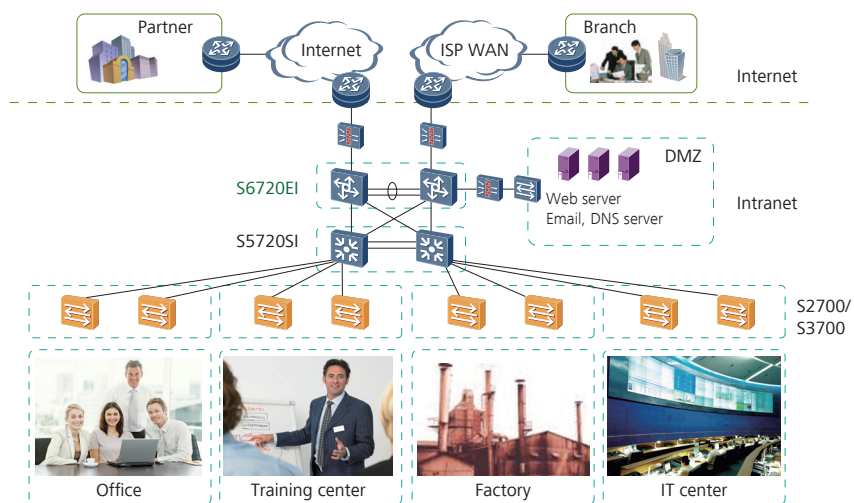 Partner
Internet
ISP WAN
Branch
Internet
DMZ
S6720EI
Web server
Email, DNS server
Intranet
S5720SI
S2700/
S3700
Office
Training center
Factory
IT center